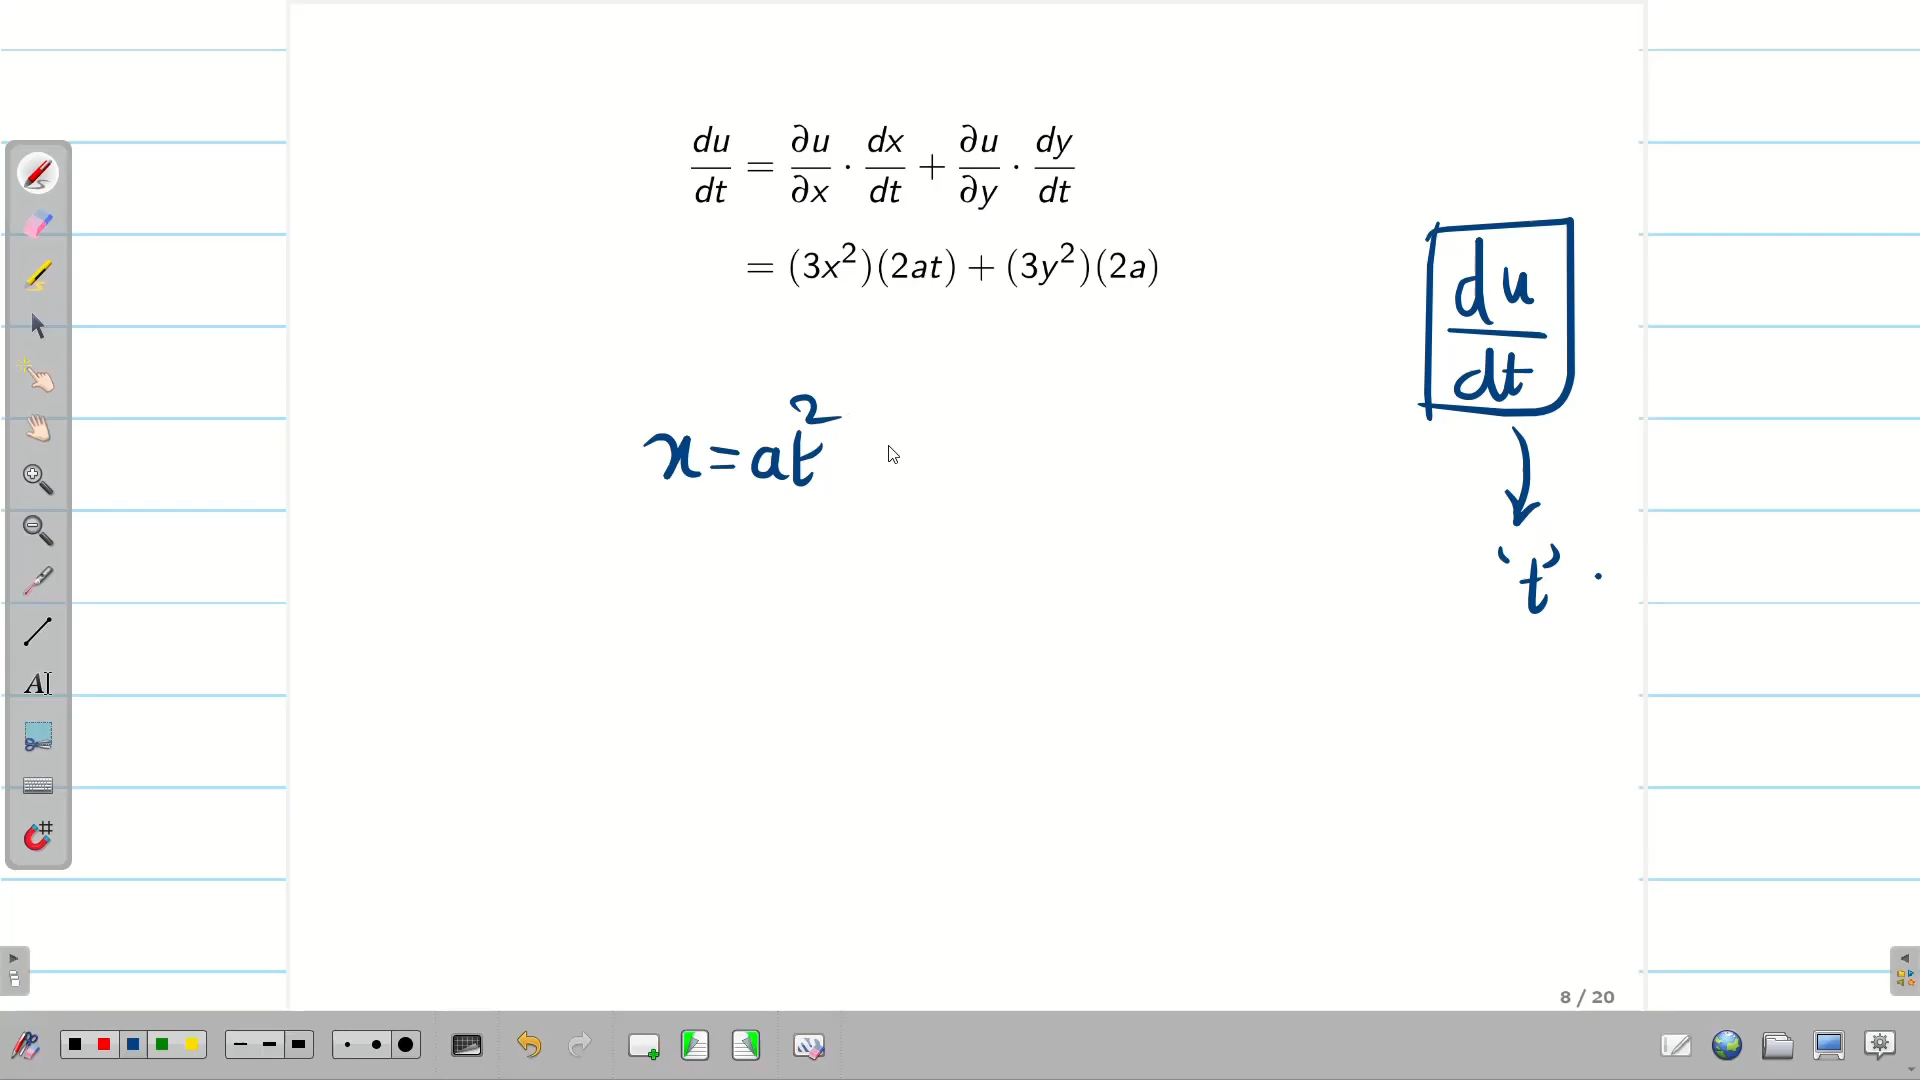 du/dt = ∂u/∂x · dx/dt + ∂u/∂y · dy/dt
= (3x²)(2at) + (3y²)(2a)
du/dt
x = at²
't' .
8 / 20